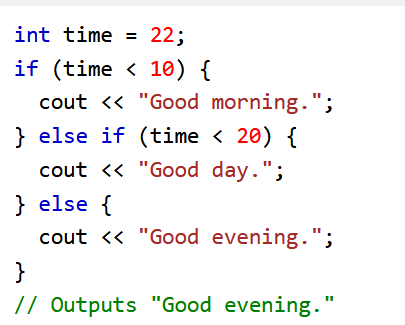 int time = 22;
if (time < 10) {
  cout << "Good morning.";
} else if (time < 20) {
  cout << "Good day.";
} else {
  cout << "Good evening.";
}
// Outputs "Good evening."